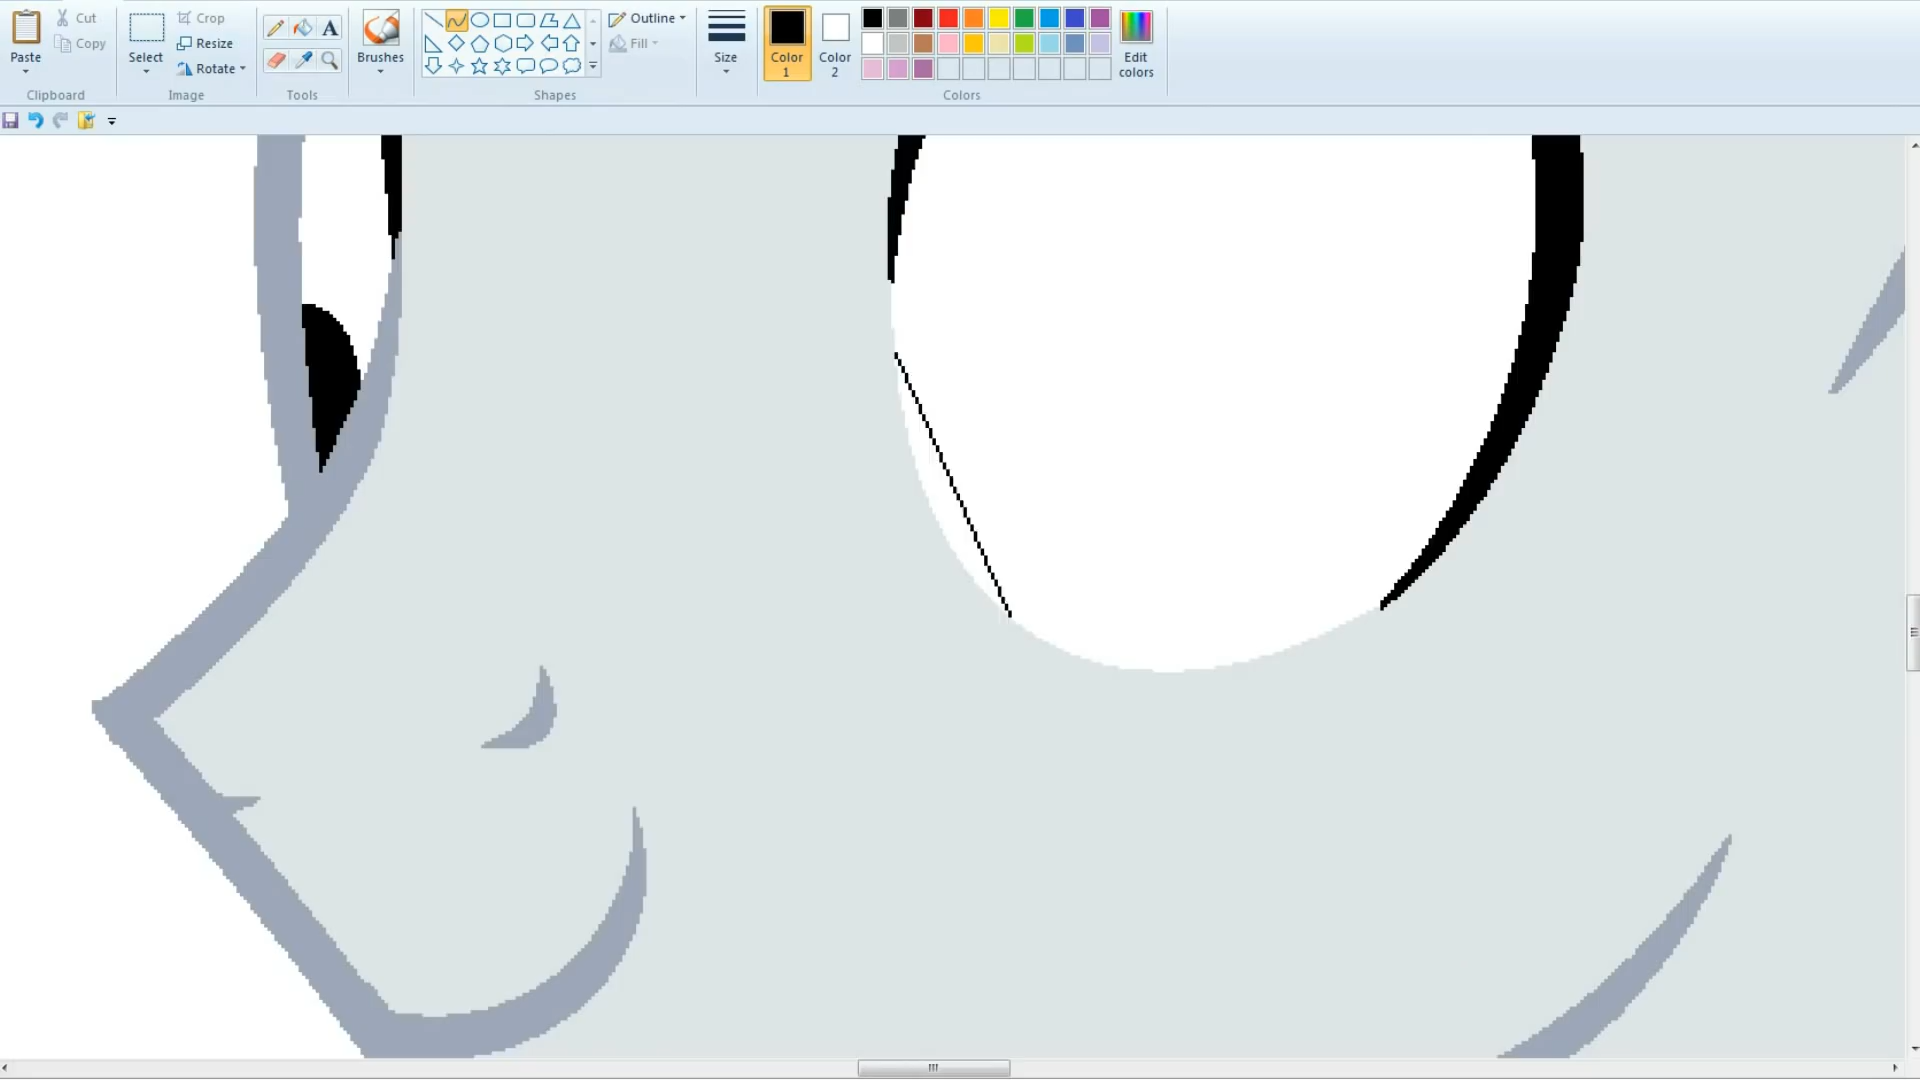 Paste
Cut
Copy
Clipboard
Select
Crop
Resize
Rotate
Image
A
Tools
Brushes
Shapes
Outline
Fill
Size
Color
1
Color
2
Edit
colors
Colors